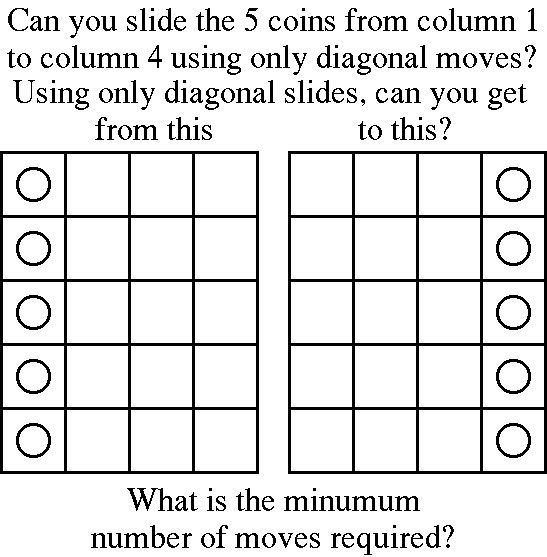 Can you slide the 5 coins from column 1
to column 4 using only diagonal moves?
Using only diagonal slides, can you get
from this to this?
What is the minumum
number of moves required?